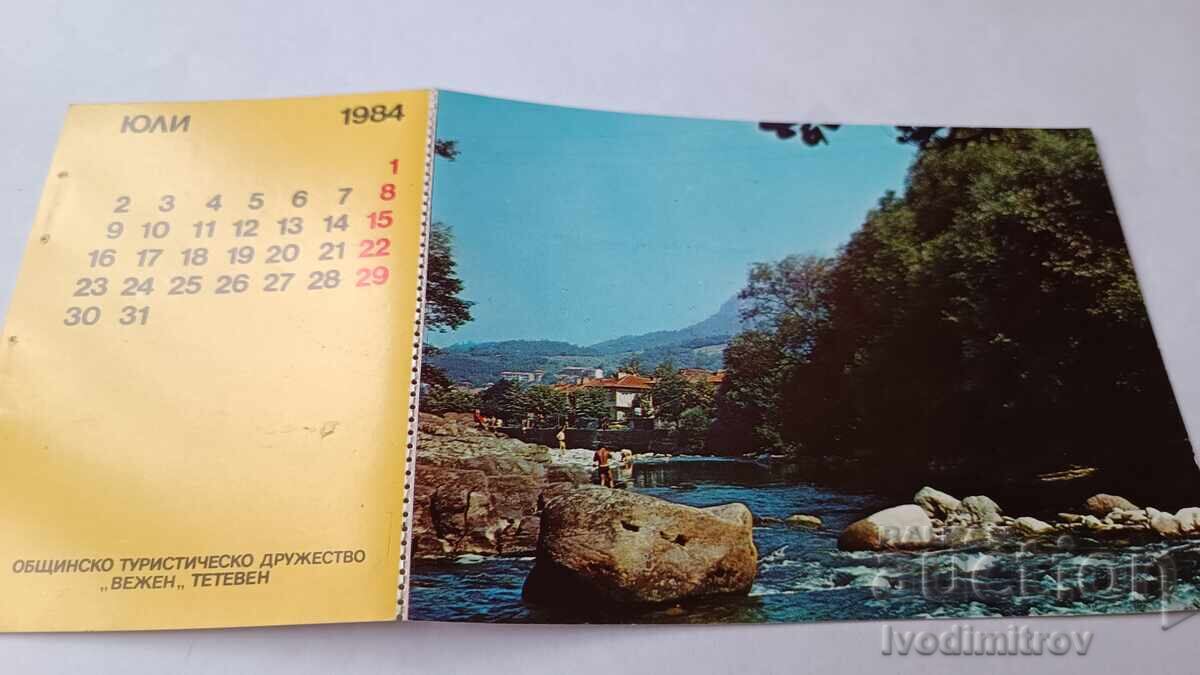 ЮЛИ 1984
1
2 3 4 5 6 7 8
9 10 11 12 13 14 15
16 17 18 19 20 21 22
23 24 25 26 27 28 29
30 31
ОБЩИНСКО ТУРИСТИЧЕСКО ДРУЖЕСТВО
„ВЕЖЕН„ ТЕТЕВЕН
auction
Ivodimitrov